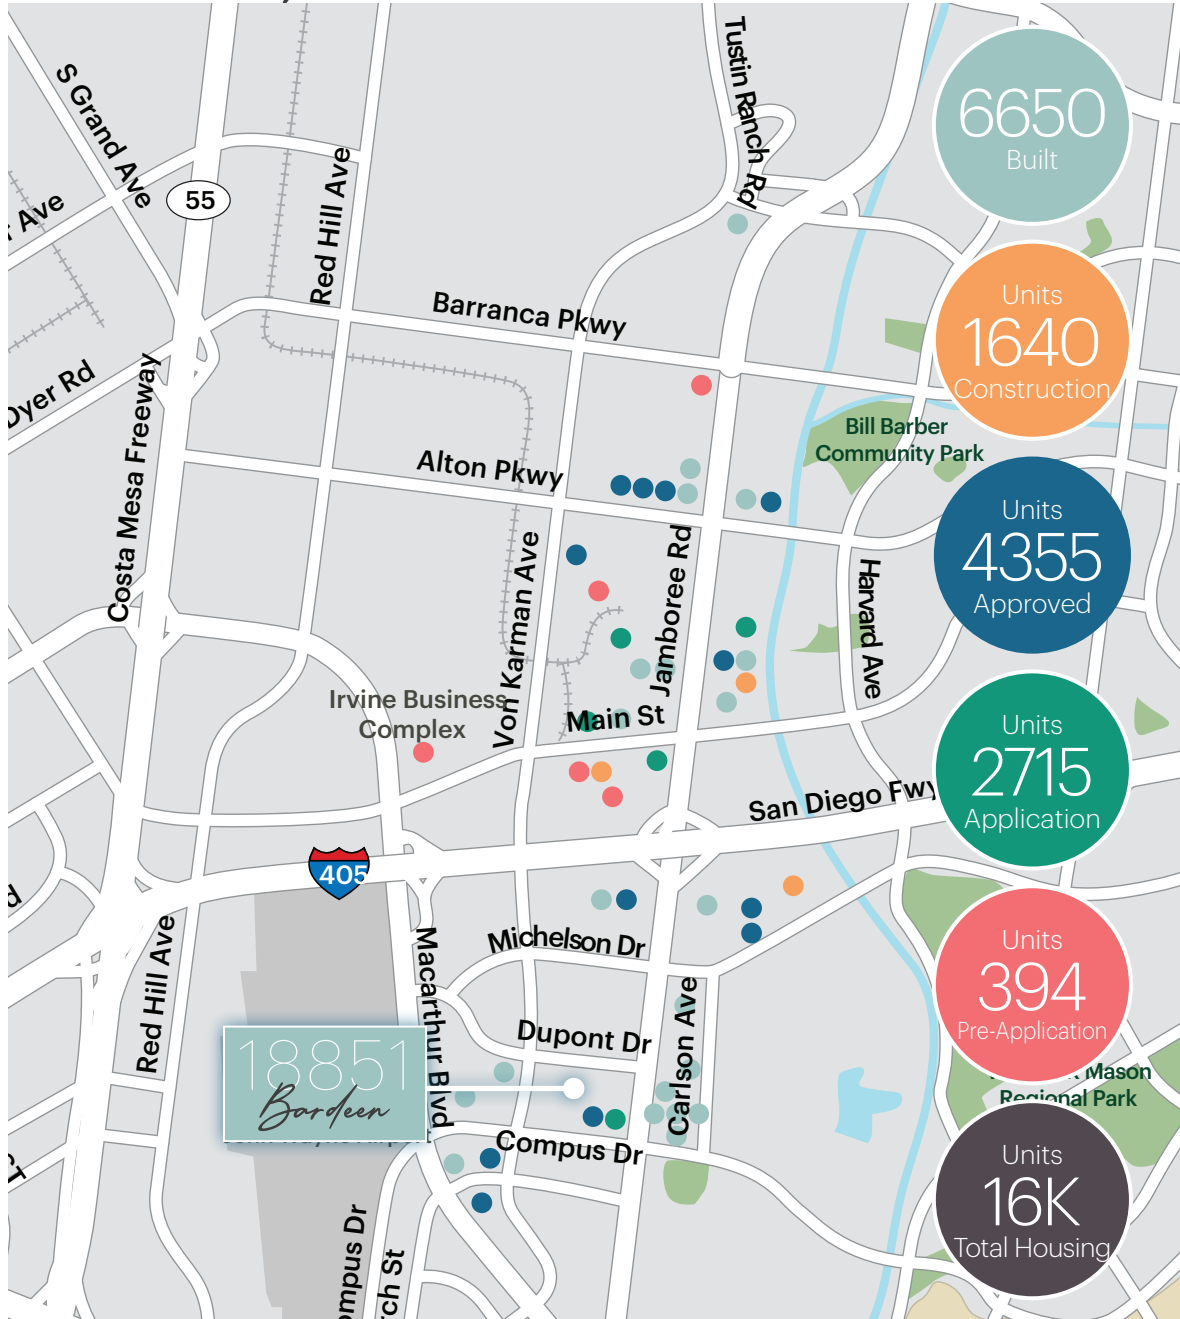 Tustin Ranch Rd
S Grand Ave
55
Red Hill Ave
Ave
6650
Built
Barranca Pkwy
Units
1640
Construction
Dyer Rd
Costa Mesa Freeway
Alton Pkwy
Bill Barber
Community Park
Units
4355
Approved
Von Karman Ave
Jamboree Rd
Harvard Ave
Irvine Business
Complex
Main St
Units
2715
Application
San Diego Fwy
405
Red Hill Ave
Macarthur Blvd
Michelson Dr
Units
394
Pre-Application
Dupont Dr
Carlson Ave
18851
Bardeen
Mason
Regional Park
Compus Dr
Units
16K
Total Housing
ompus Dr
rch St